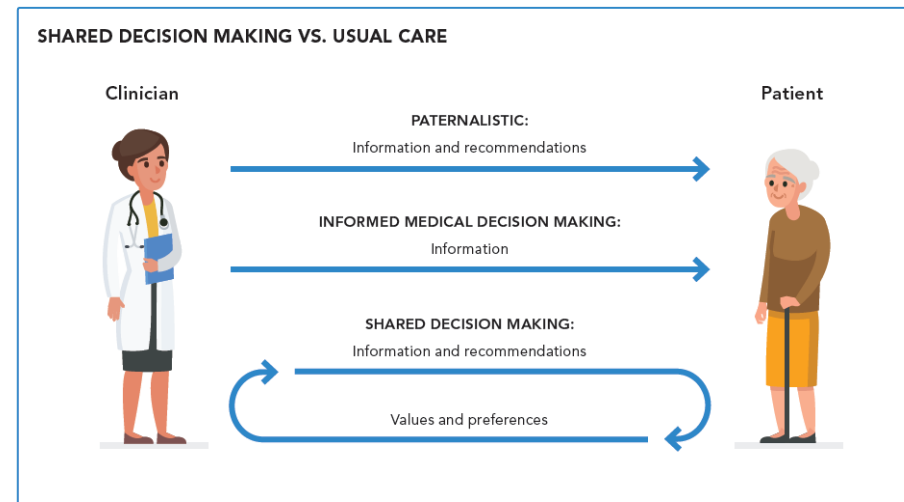 SHARED DECISION MAKING VS. USUAL CARE
Clinician
Patient
PATERNALISTIC:
Information and recommendations
INFORMED MEDICAL DECISION MAKING:
Information
SHARED DECISION MAKING:
Information and recommendations
Values and preferences